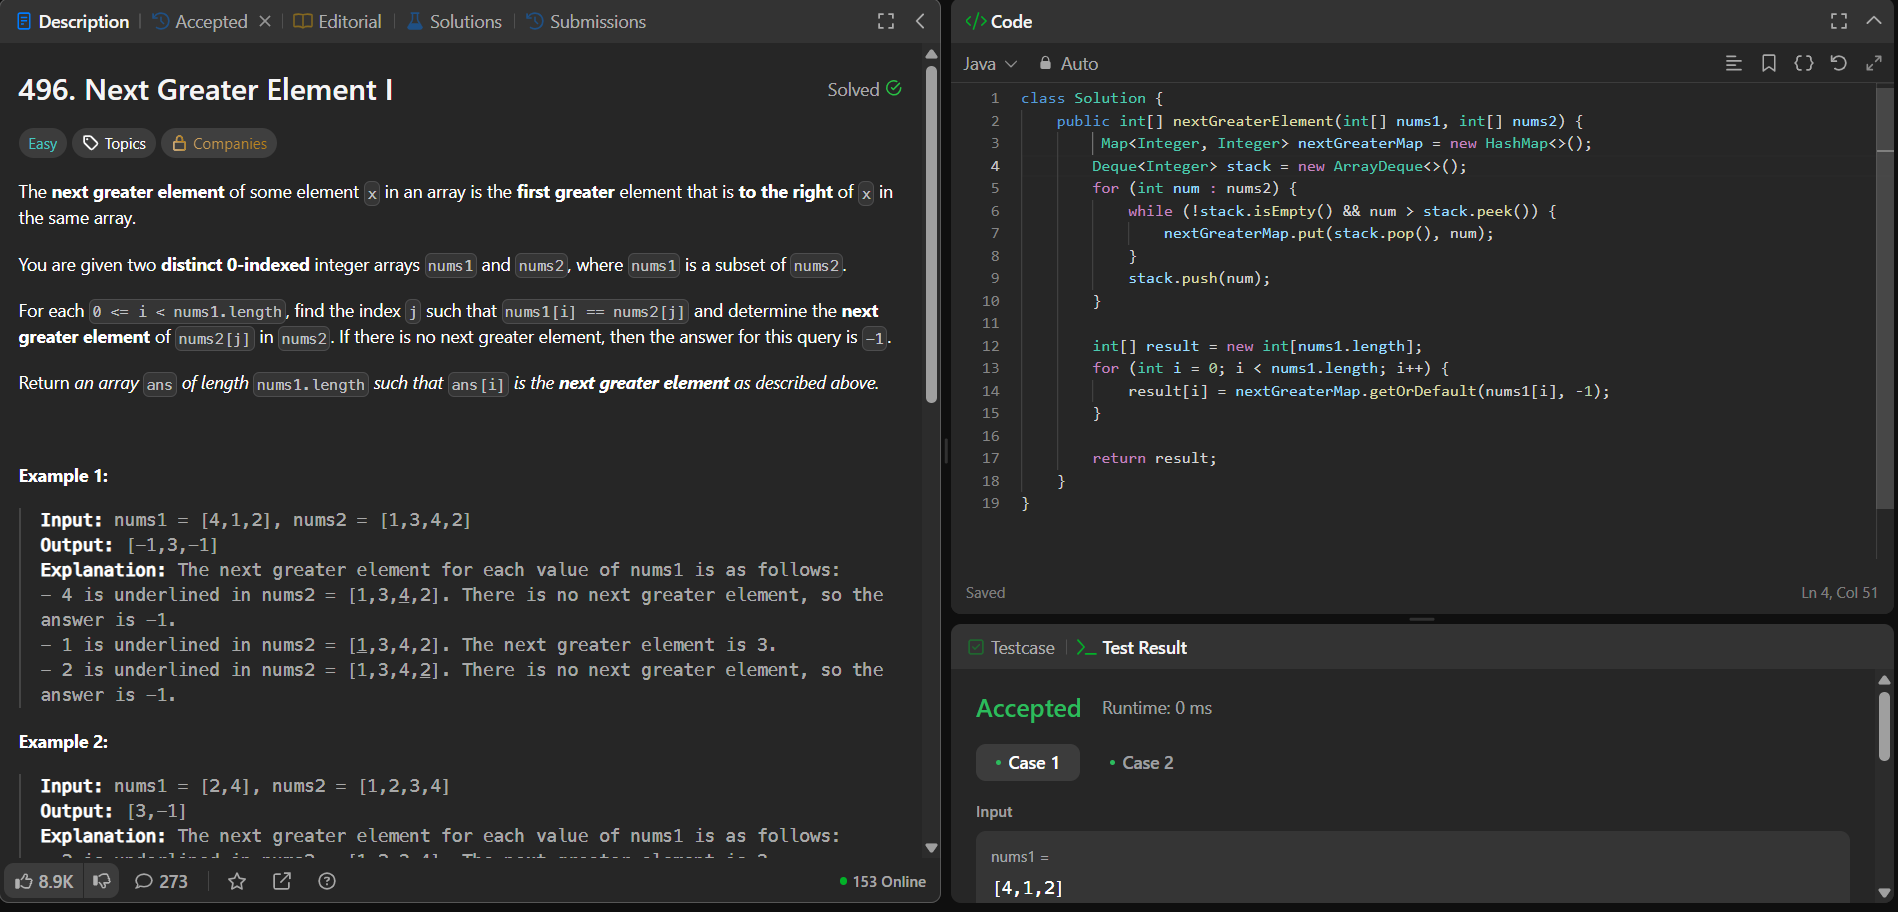 Description
Accepted
Editorial
Solutions
Submissions
496. Next Greater Element I
Solved
Easy
Topics
Companies
The next greater element of some element x in an array is the first greater element that is to the right of x in
the same array.
You are given two distinct 0-indexed integer arrays nums1 and nums2, where nums1 is a subset of nums2.
For each 0 <= i < nums1.length, find the index j such that nums1[i] == nums2[j] and determine the next
greater element of nums2[j] in nums2. If there is no next greater element, then the answer for this query is -1.
Return an array ans of length nums1.length such that ans[i] is the next greater element as described above.
Example 1:
Input: nums1 = [4,1,2], nums2 = [1,3,4,2]
Output: [-1,3,-1]
Explanation: The next greater element for each value of nums1 is as follows:
- 4 is underlined in nums2 = [1,3,4,2]. There is no next greater element, so the
answer is -1.
- 1 is underlined in nums2 = [1,3,4,2]. The next greater element is 3.
- 2 is underlined in nums2 = [1,3,4,2]. There is no next greater element, so the
answer is -1.
Example 2:
Input: nums1 = [2,4], nums2 = [1,2,3,4]
Output: [3,-1]
Explanation: The next greater element for each value of nums1 is as follows:
8.9K
273
153 Online
</> Code
Java
Auto
1 class Solution {
2 public int[] nextGreaterElement(int[] nums1, int[] nums2) {
3 Map<Integer, Integer> nextGreaterMap = new HashMap<>();
4 Deque<Integer> stack = new ArrayDeque<>();
5 for (int num : nums2) {
6 while (!stack.isEmpty() && num > stack.peek()) {
7 nextGreaterMap.put(stack.pop(), num);
8 }
9 stack.push(num);
10 }
11
12 int[] result = new int[nums1.length];
13 for (int i = 0; i < nums1.length; i++) {
14 result[i] = nextGreaterMap.getOrDefault(nums1[i], -1);
15 }
16
17 return result;
18 }
19 }
Saved
Ln 4, Col 51
Testcase
Test Result
Accepted
Runtime: 0 ms
Case 1
Case 2
Input
nums1 =
[4,1,2]